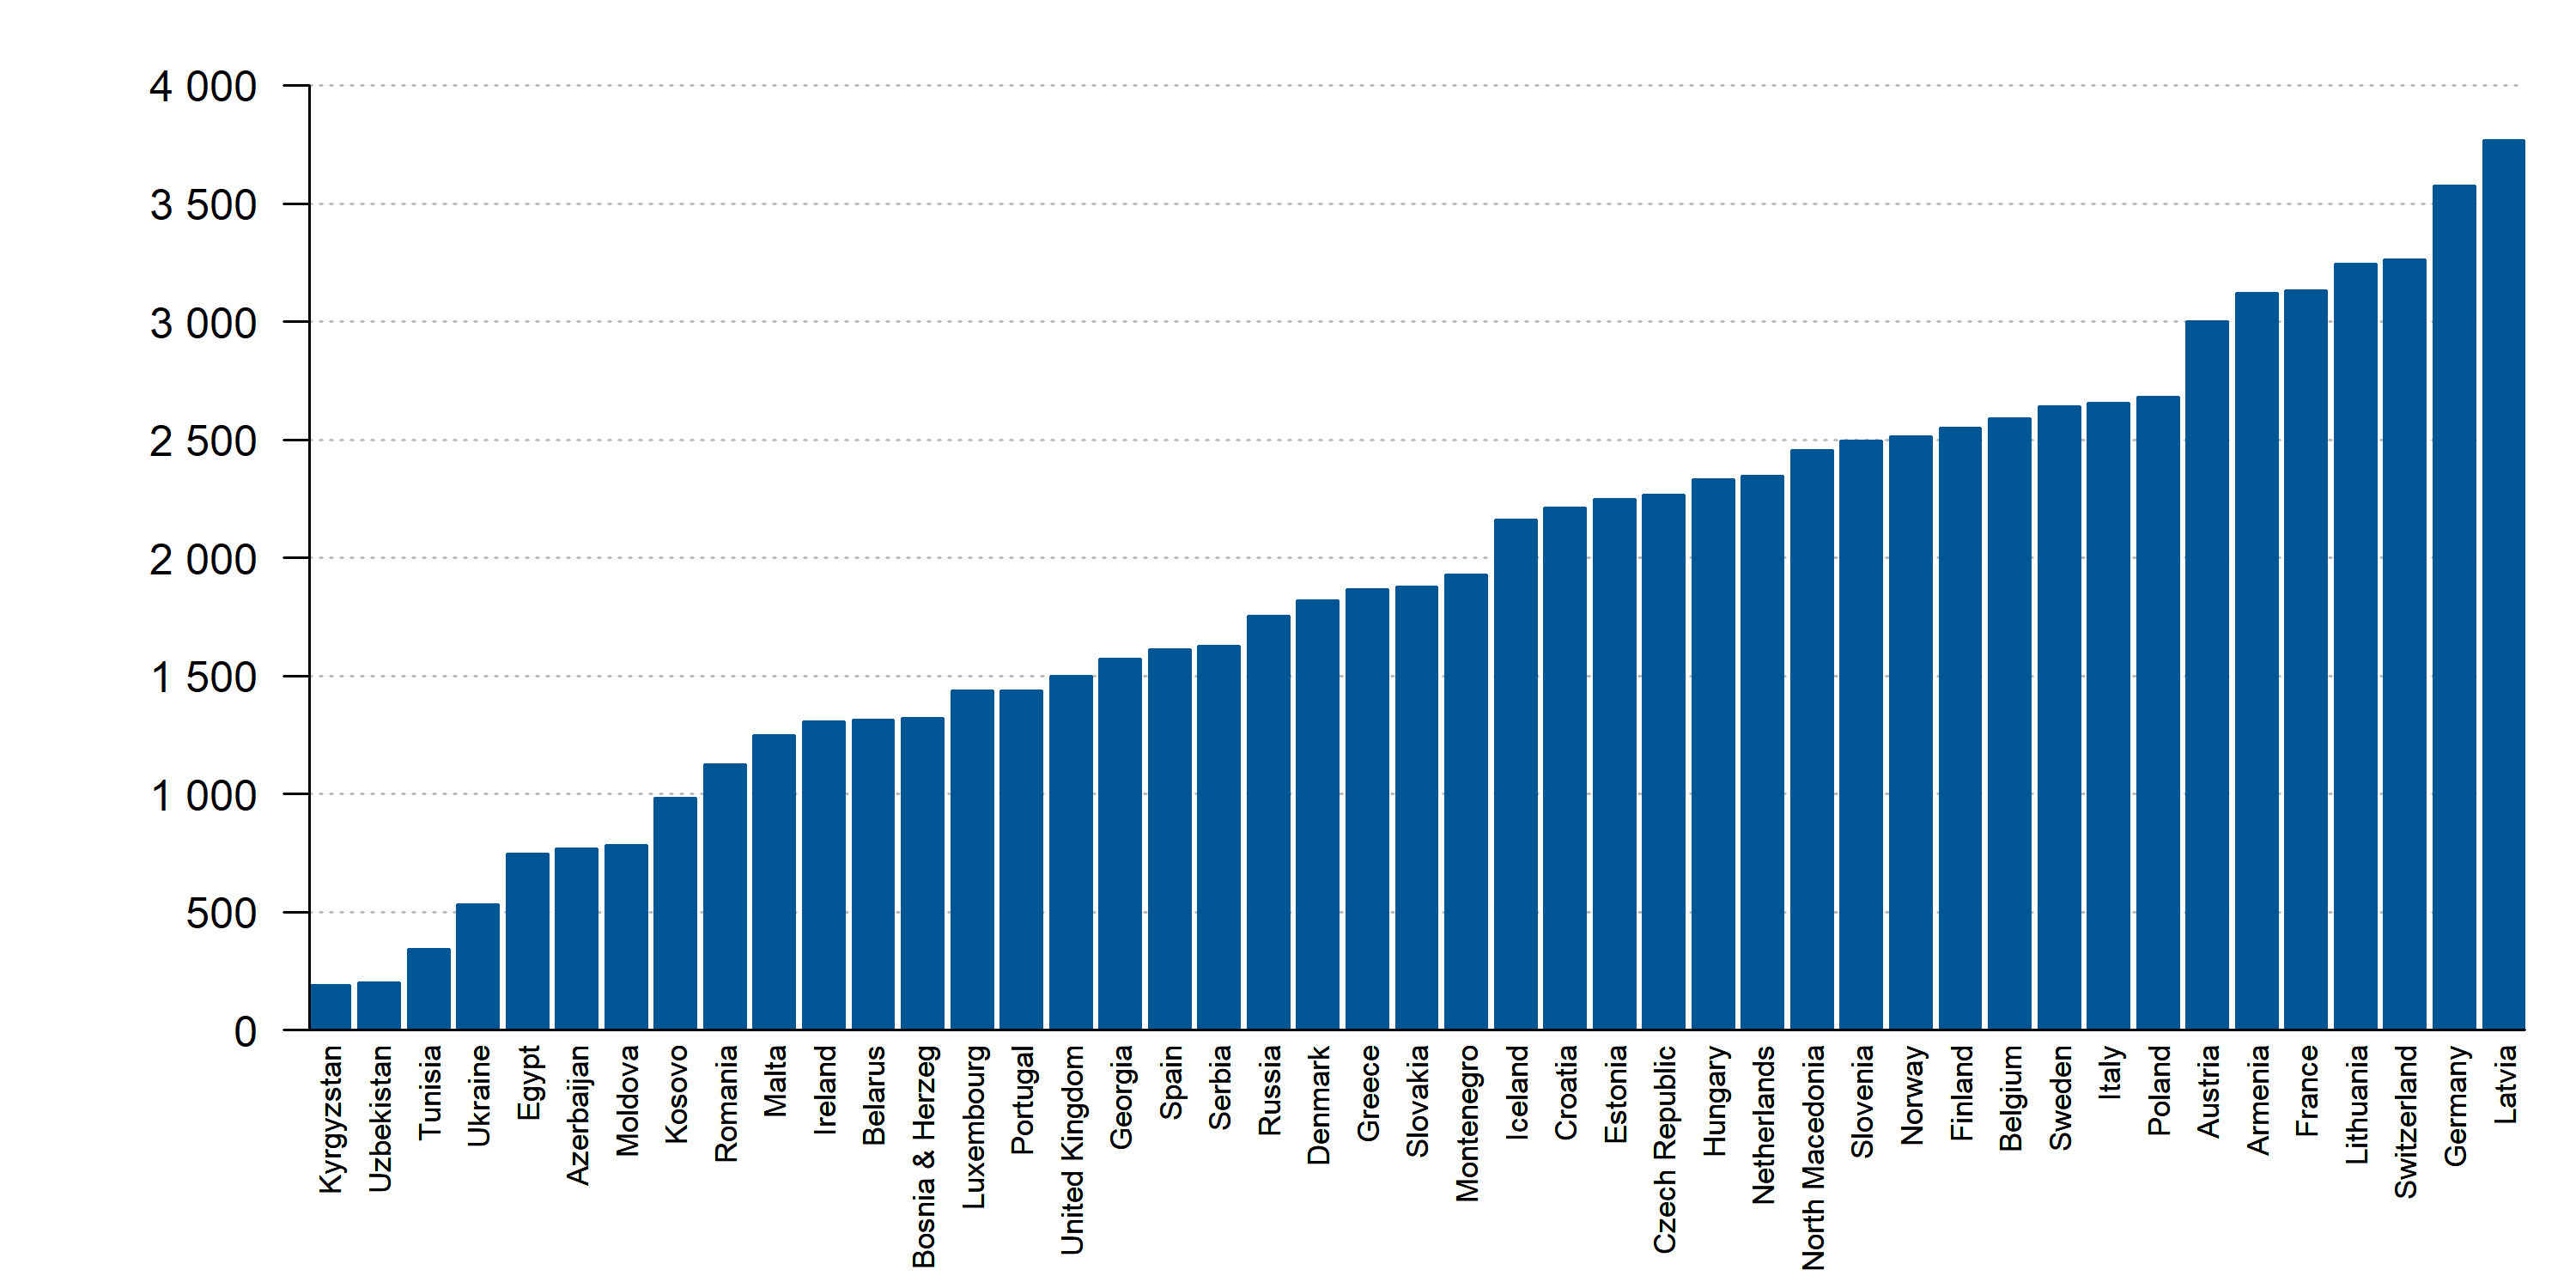 4 000
3 500
3 000
2 500
2 000
1 500
1 000
500
0
Kyrgyzstan
Uzbekistan
Tunisia
Ukraine
Egypt
Azerbaijan
Moldova
Kosovo
Romania
Malta
Ireland
Belarus
Bosnia & Herzeg
Luxembourg
Portugal
United Kingdom
Georgia
Spain
Serbia
Russia
Denmark
Greece
Slovakia
Montenegro
Iceland
Croatia
Estonia
Czech Republic
Hungary
Netherlands
North Macedonia
Slovenia
Norway
Finland
Belgium
Sweden
Italy
Poland
Austria
Armenia
France
Lithuania
Switzerland
Germany
Latvia